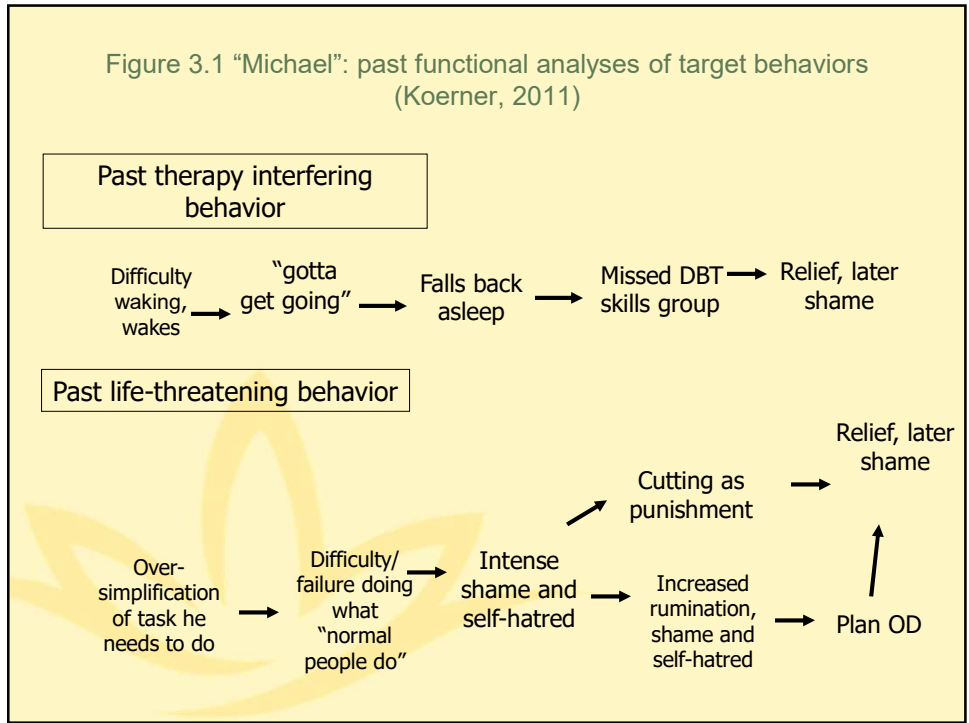 Figure 3.1 “Michael”: past functional analyses of target behaviors
(Koerner, 2011)
Past therapy interfering
behavior
Difficulty
waking,
wakes
“gotta
get going”
Falls back
asleep
Missed DBT
skills group
Relief, later
shame
Past life-threatening behavior
Over-
simplification
of task he
needs to do
Difficulty/
failure doing
what
“normal
people do”
Intense
shame and
self-hatred
Cutting as
punishment
Increased
rumination,
shame and
self-hatred
Plan OD
Relief, later
shame